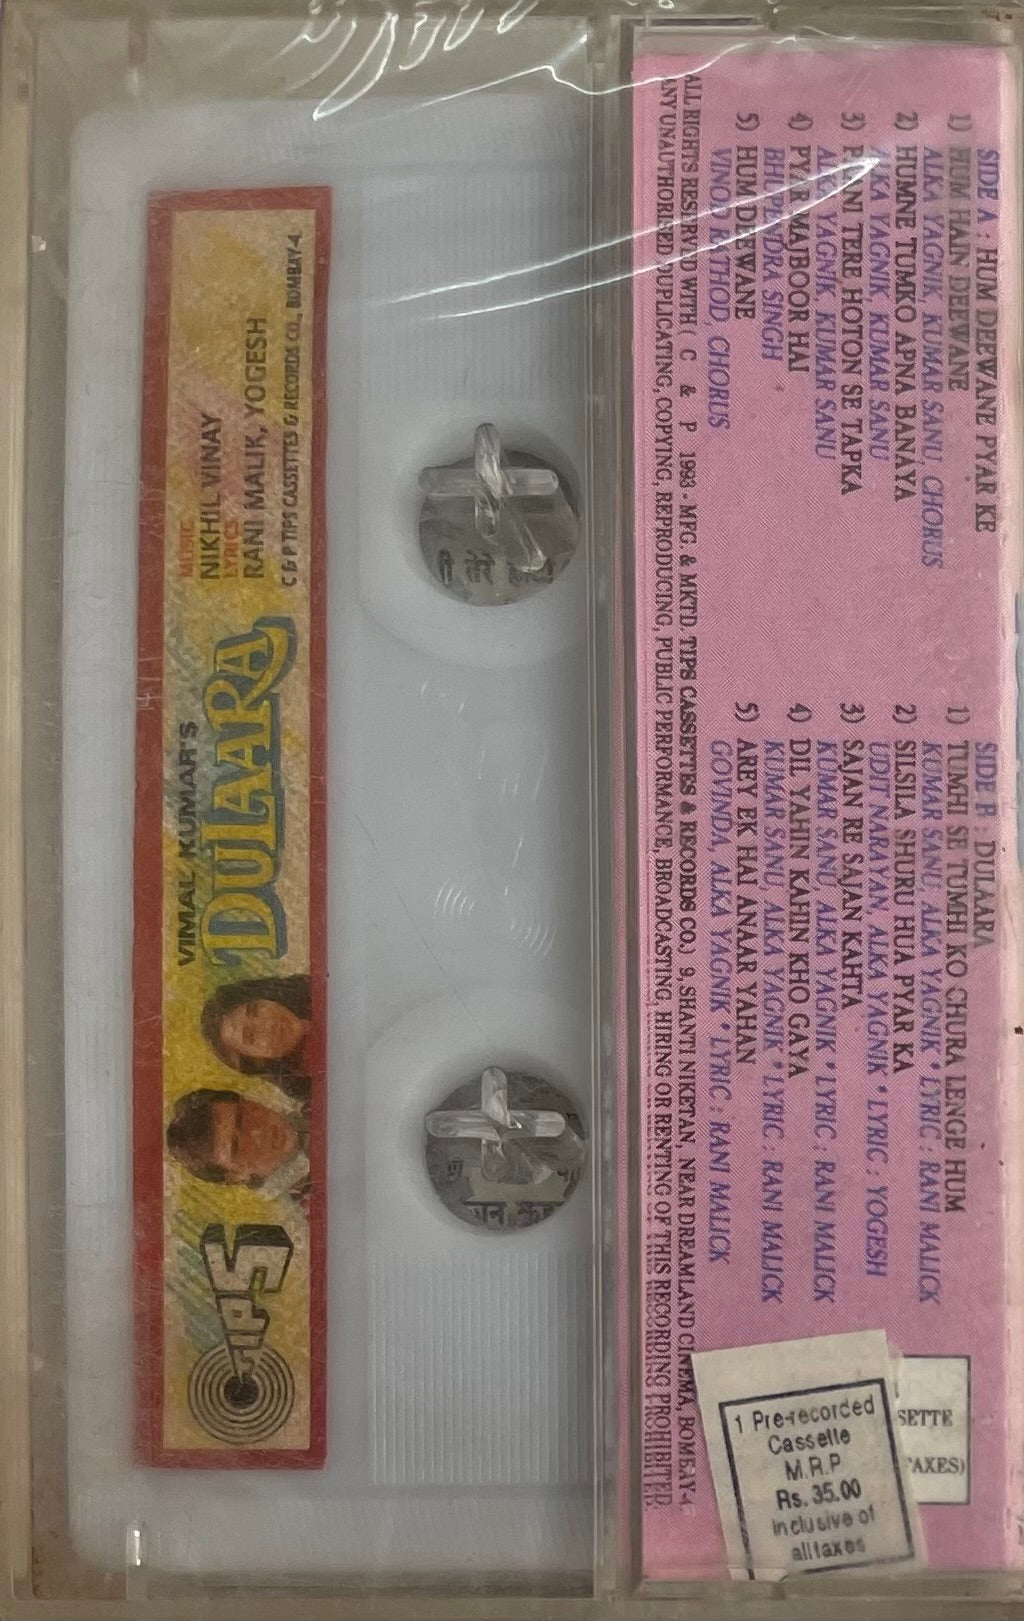 SIDE A : HUM DEEWANE PYAR KE
1) HUM HAIN DEEWANE
ALKA YAGNIK, KUMAR SANU, CHORUS
2) HUMNE TUMKO APNA BANAYA
ALKA YAGNIK, KUMAR SANU
3) PAANI TERE HOTON SE TAPKA
ALKA YAGNIK, KUMAR SANU
4) PYAR MAJBOOR HAI
BHUPENDRA SINGH
5) HUM DEEWANE
VINOD RATHOD, CHORUS
SIDE B : DULAARA
1) TUMHI SE TUMHI KO CHURA LENGE HUM
KUMAR SANU, ALKA YAGNIK * LYRIC : RANI MALICK
2) SILSILA SHURU HUA PYAR KA
UDIT NARAYAN, ALKA YAGNIK * LYRIC : YOGESH
3) SAJAN RE SAJAN KAHTA
KUMAR SANU, ALKA YAGNIK * LYRIC : RANI MALICK
4) DIL YAHIN KAHIN KHO GAYA
KUMAR SANU, ALKA YAGNIK * LYRIC : RANI MALICK
5) AREY EK HAI ANAAR YAHAN
GOVINDA, ALKA YAGNIK * LYRIC : RANI MALICK
ALL RIGHTS RESERVED WITH ( C & P 1993 - MFG. & MKTD. TIPS CASSETTES & RECORDS CO.) 9, SHANTI NIKETAN, NEAR DREAMLAND CINEMA, BOMBAY-4.
ANY UNAUTHORISED DUPLICATING, COPYING, REPRODUCING, PUBLIC PERFORMANCE, BROADCASTING, HIRING OR RENTING OF THIS RECORDING PROHIBITED.
SETTE
AXES)
1 Pre-recorded
Cassette
M.R.P
Rs. 35.00
inclusive of
all taxes
TIPS
VIMAL KUMAR'S
DULAARA
MUSIC
NIKHIL VINAY
LYRICS
RANI MALIK, YOGESH
C & P TIPS CASSETTES & RECORDS CO., BOMBAY-4.
तेरे